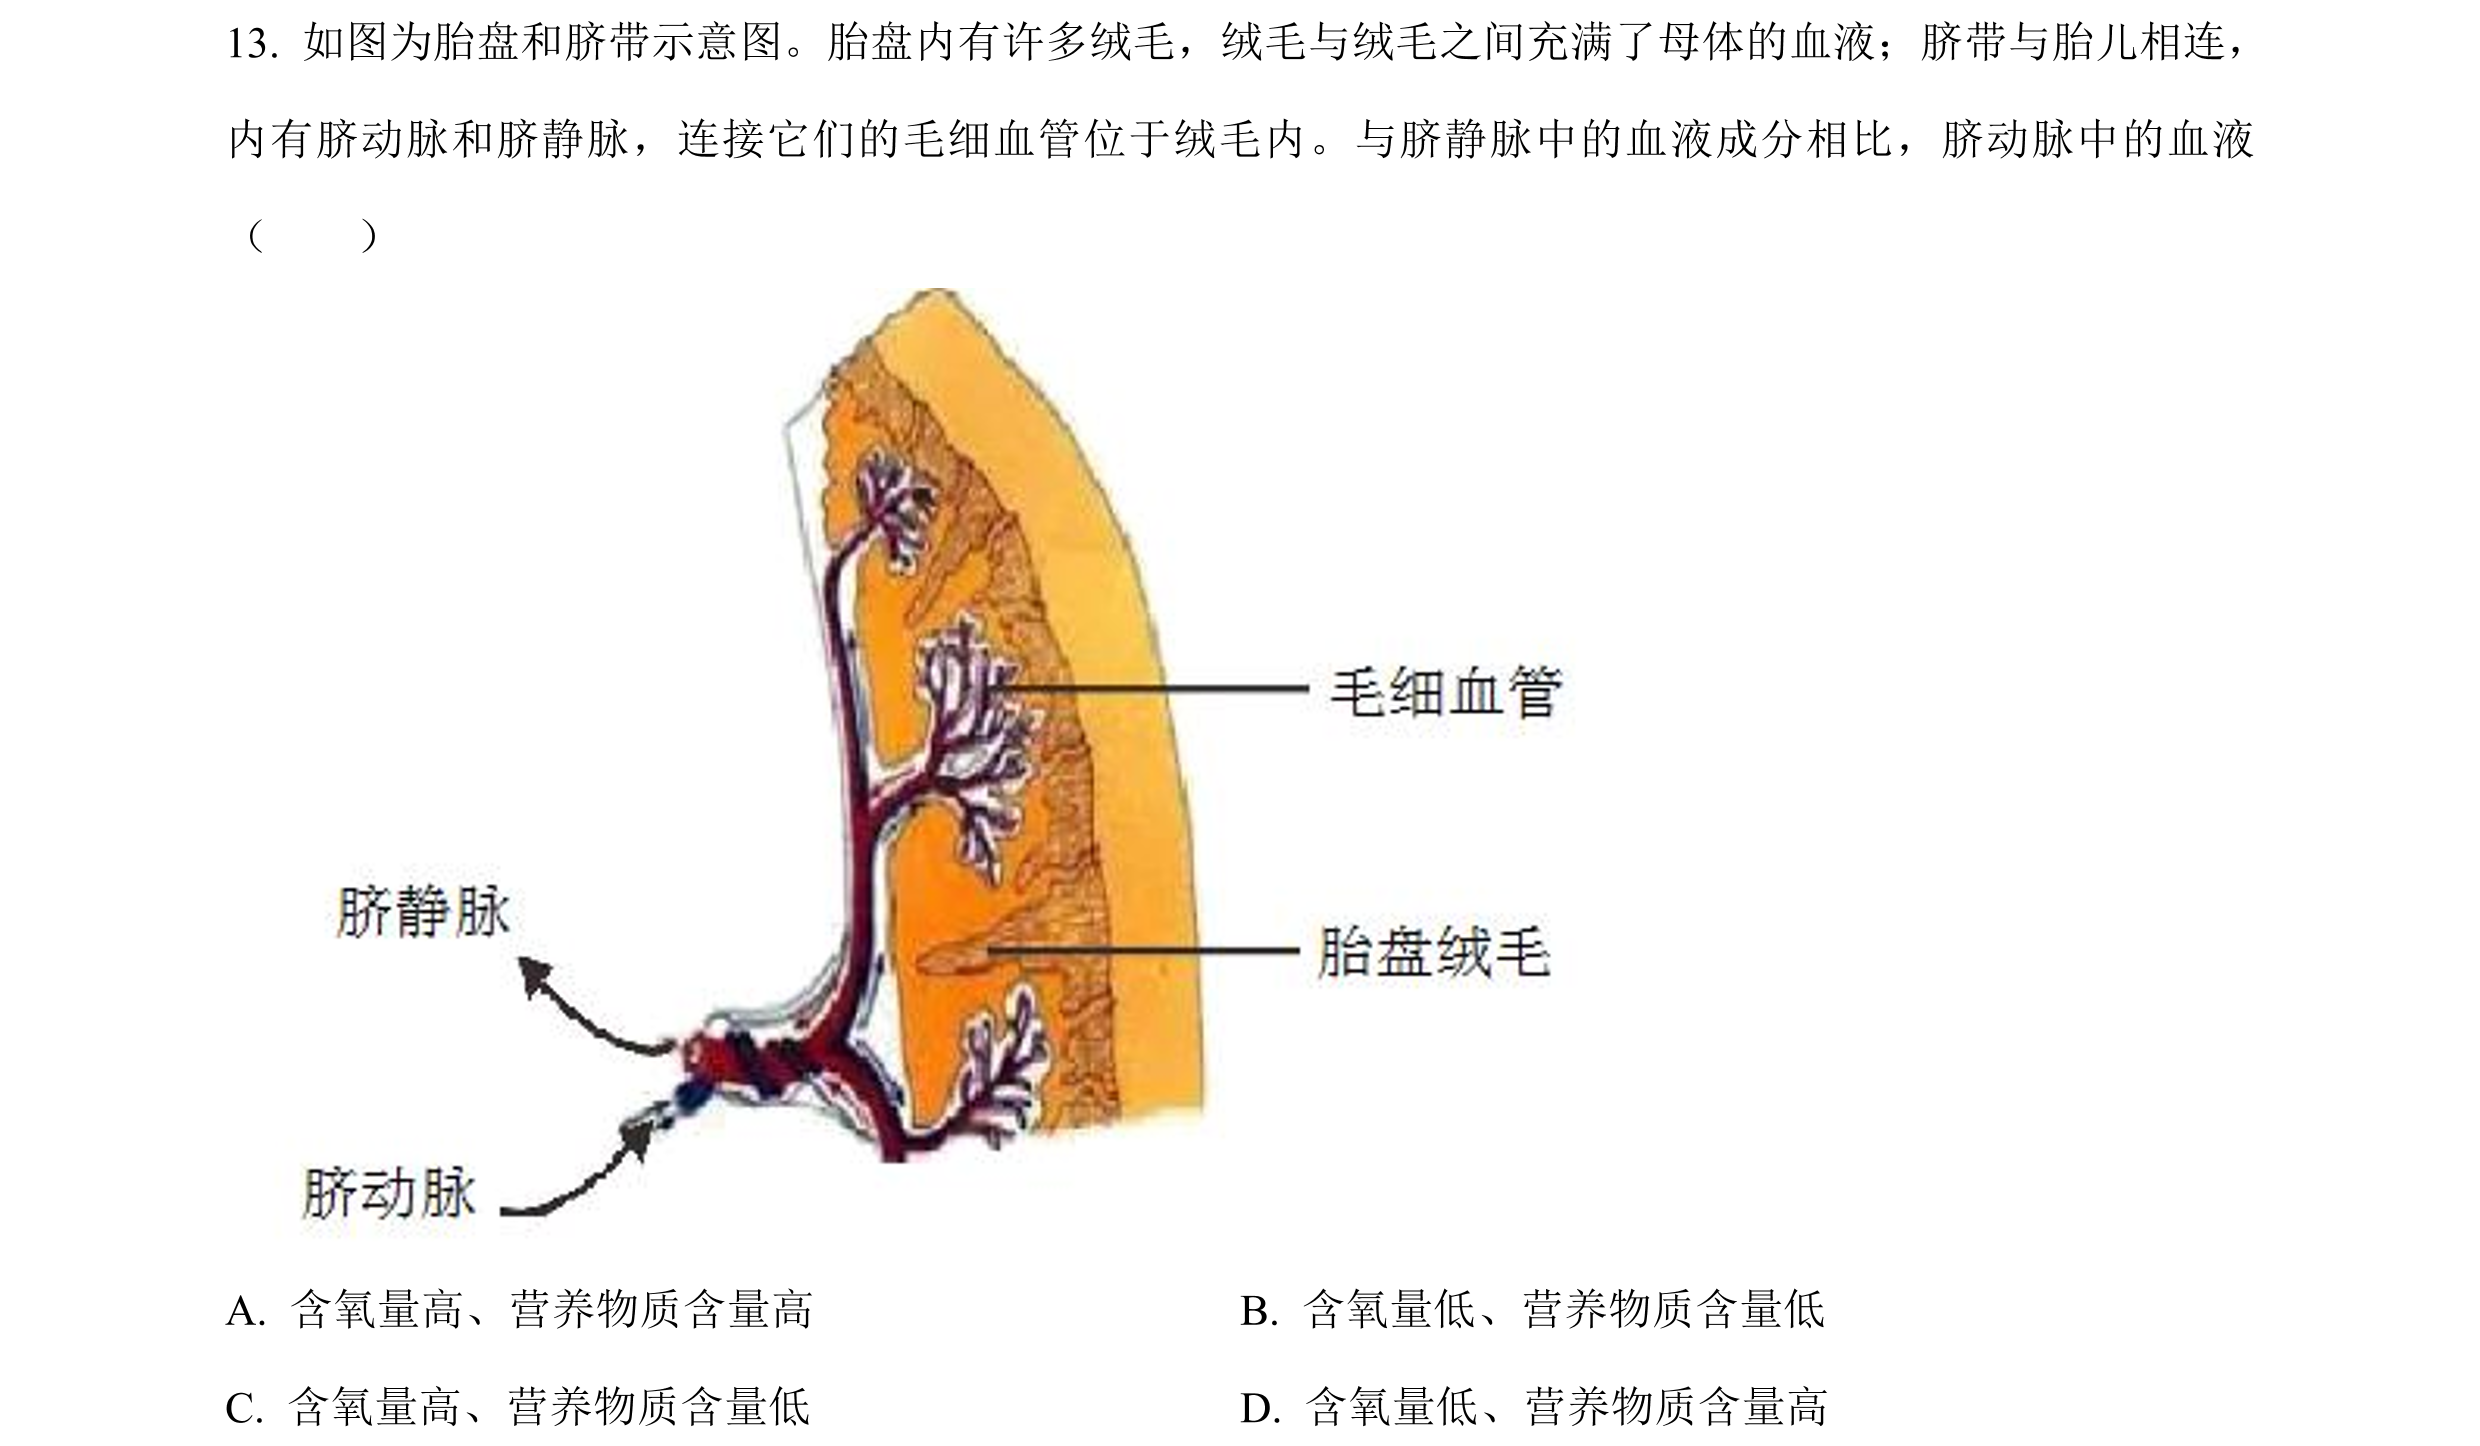 13. 如图为胎盘和脐带示意图。胎盘内有许多绒毛，绒毛与绒毛之间充满了母体的血液；脐带与胎儿相连，
内有脐动脉和脐静脉，连接它们的毛细血管位于绒毛内。与脐静脉中的血液成分相比，脐动脉中的血液
（　　）
毛细血管
脐静脉
胎盘绒毛
脐动脉
A. 含氧量高、营养物质含量高
B. 含氧量低、营养物质含量低
C. 含氧量高、营养物质含量低
D. 含氧量低、营养物质含量高